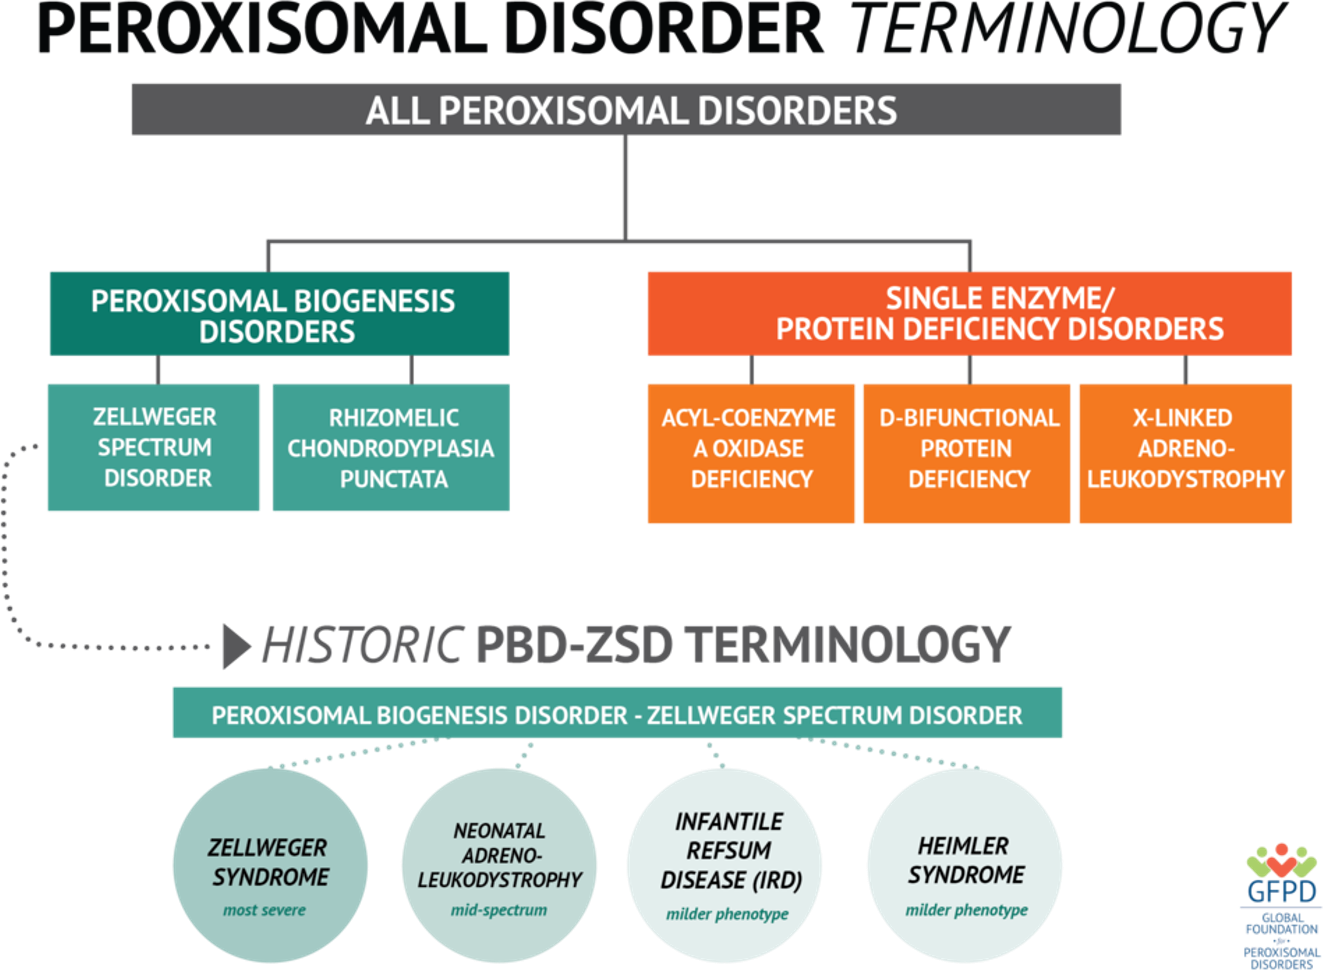 PEROXISOMAL DISORDER TERMINOLOGY
ALL PEROXISOMAL DISORDERS
PEROXISOMAL BIOGENESIS
DISORDERS
SINGLE ENZYME/
PROTEIN DEFICIENCY DISORDERS
ZELLWEGER
SPECTRUM
DISORDER
RHIZOMELIC
CHONDRODYPLASIA
PUNCTATA
ACYL-COENZYME
A OXIDASE
DEFICIENCY
D-BIFUNCTIONAL
PROTEIN
DEFICIENCY
X-LINKED
ADRENO-
LEUKODYSTROPHY
HISTORIC PBD-ZSD TERMINOLOGY
PEROXISOMAL BIOGENESIS DISORDER - ZELLWEGER SPECTRUM DISORDER
ZELLWEGER
SYNDROME
most severe
NEONATAL
ADRENO-
LEUKODYSTROPHY
mid-spectrum
INFANTILE
REFSUM
DISEASE (IRD)
milder phenotype
HEIMLER
SYNDROME
milder phenotype
GFPD
GLOBAL
FOUNDATION
for
PEROXISOMAL
DISORDERS